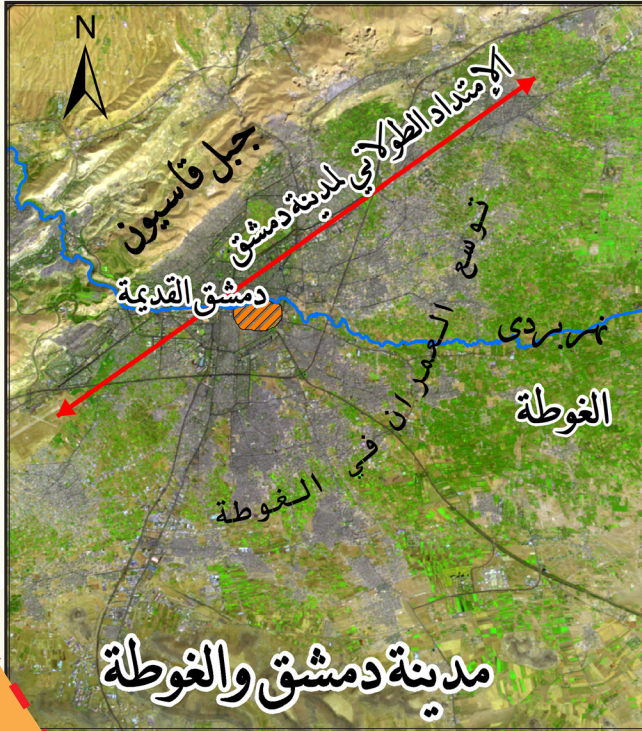 N
الإمتداد الطولاني لمدينة دمشق
جبل قاسيون
توسع العمران في الغوطة
دمشق القديمة
نهر بردى
الغوطة
مدينة دمشق والغوطة